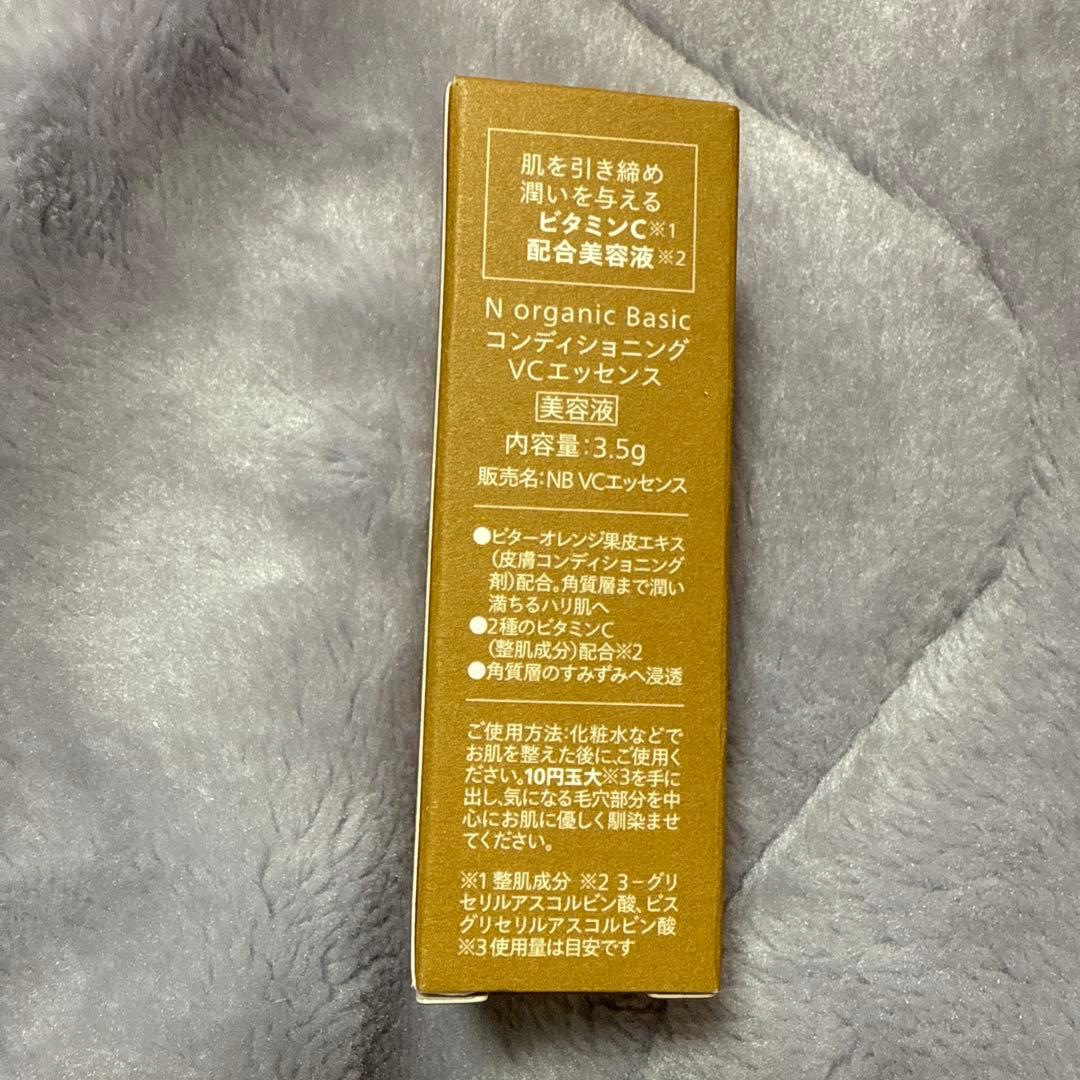 肌を引き締め
潤いを与える
ビタミンC※1
配合美容液※2
N organic Basic
コンディショニング
VCエッセンス
美容液
内容量:3.5g
販売名:NB VCエッセンス
●ビターオレンジ果皮エキス
(皮膚コンディショニング
剤)配合。角質層まで潤い
満ちるハリ肌へ
●2種のビタミンC
(整肌成分)配合※2
●角質層のすみずみへ浸透
ご使用方法:化粧水などで
お肌を整えた後に、ご使用く
ださい。10円玉大※3を手に
出し、気になる毛穴部分を中
心にお肌に優しく馴染ませ
てください。
※1 整肌成分 ※2 3-グリ
セリルアスコルビン酸、ビス
グリセリルアスコルビン酸
※3 使用量は目安です